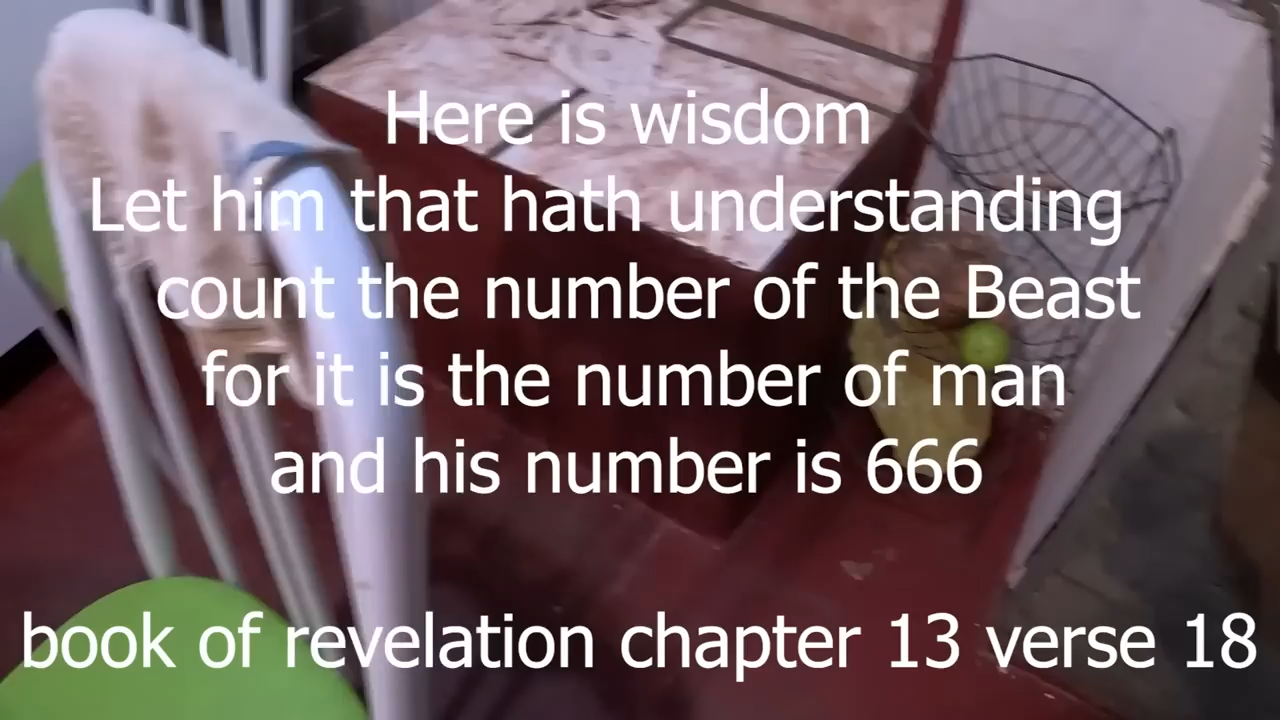 Here is wisdom
Let him that hath understanding
count the number of the Beast
for it is the number of man
and his number is 666
book of revelation chapter 13 verse 18